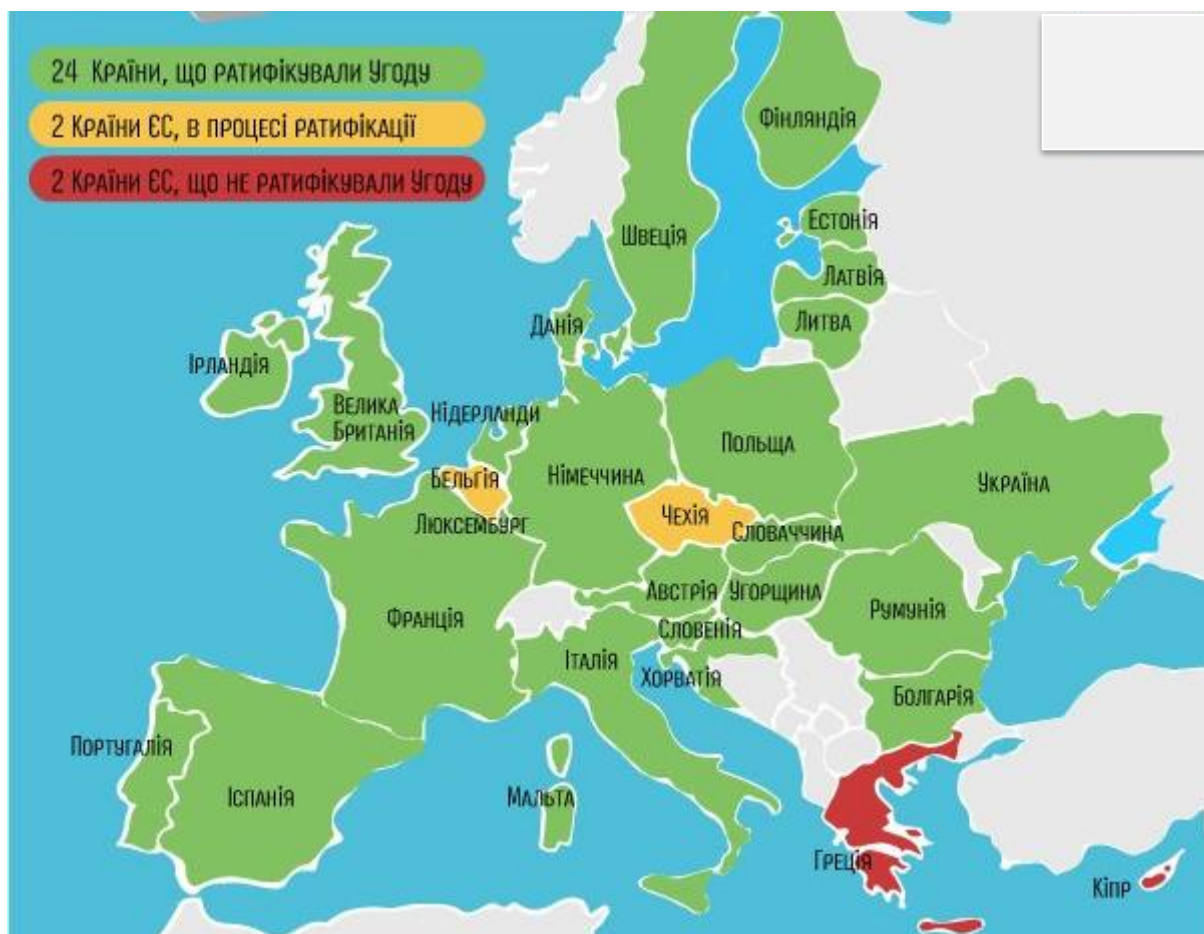 24 Країни, що ратифікували Угоду
2 Країни ЄС, в процесі ратифікації
2 Країни ЄС, що не ратифікували Угоду
Фінляндія
Швеція
Естонія
Латвія
Литва
Данія
Ірландія
Велика
Британія
Нідерланди
Бельгія
Люксембург
Німеччина
Польща
Україна
Чехія
Словаччина
Австрія
Угорщина
Румунія
Франція
Словенія
Італія
Хорватія
Болгарія
Португалія
Іспанія
Мальта
Греція
Кіпр